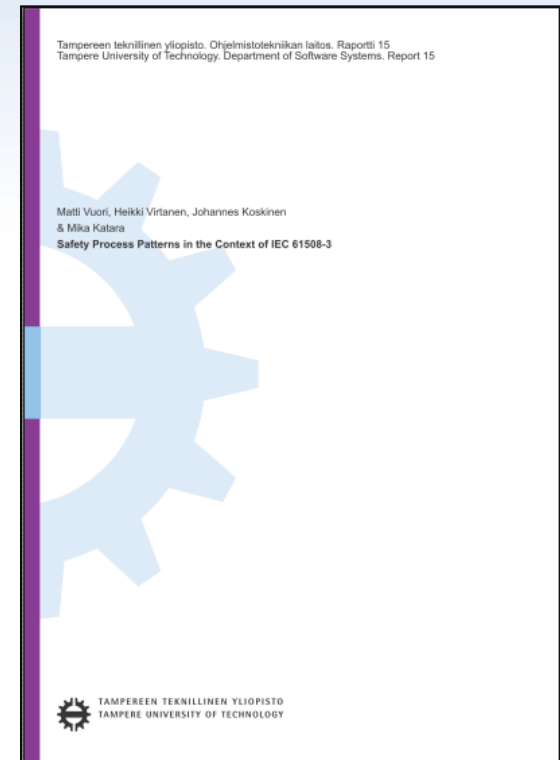 Tampereen teknillinen yliopisto. Ohjelmistotekniikan laitos. Raportti 15
Tampere University of Technology. Department of Software Systems. Report 15
Matti Vuori, Heikki Virtanen, Johannes Koskinen
& Mika Katara
Safety Process Patterns in the Context of IEC 61508-3
TAMPEREEN TEKNILLINEN YLIOPISTO
TAMPERE UNIVERSITY OF TECHNOLOGY